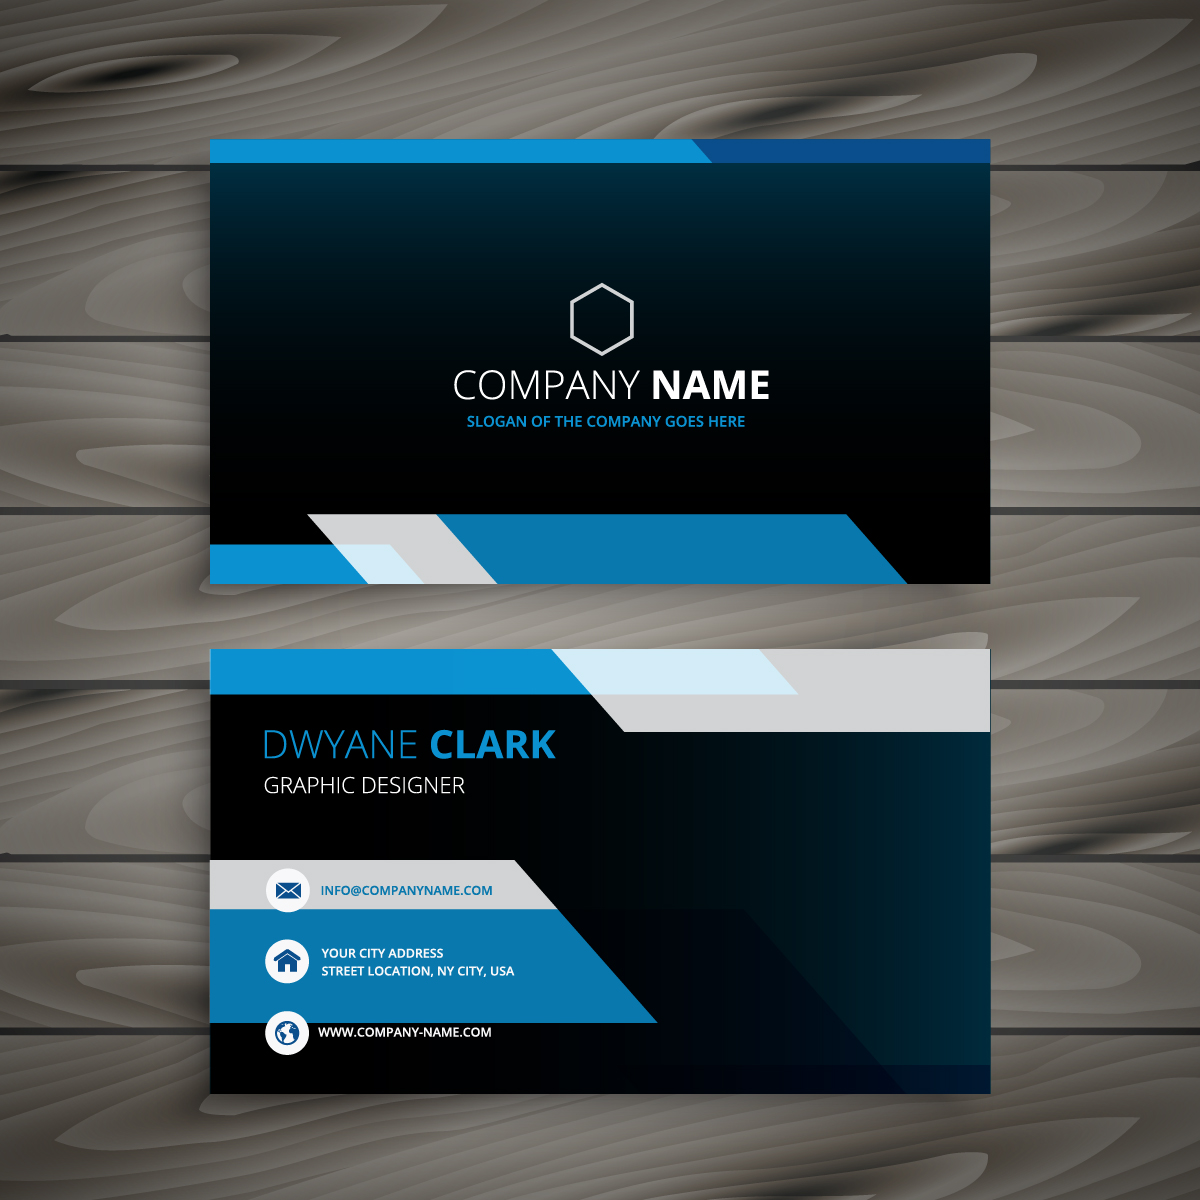 COMPANY NAME
SLOGAN OF THE COMPANY GOES HERE
DWYANE CLARK
GRAPHIC DESIGNER
INFO@COMPANYNAME.COM
YOUR CITY ADDRESS
STREET LOCATION, NY CITY, USA
WWW.COMPANY-NAME.COM